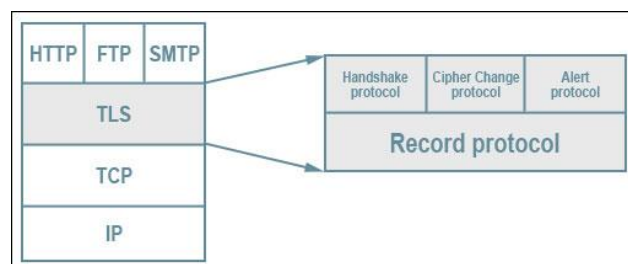 HTTP FTP SMTP
TLS
TCP
IP
Handshake protocol
Cipher Change protocol
Alert protocol
Record protocol